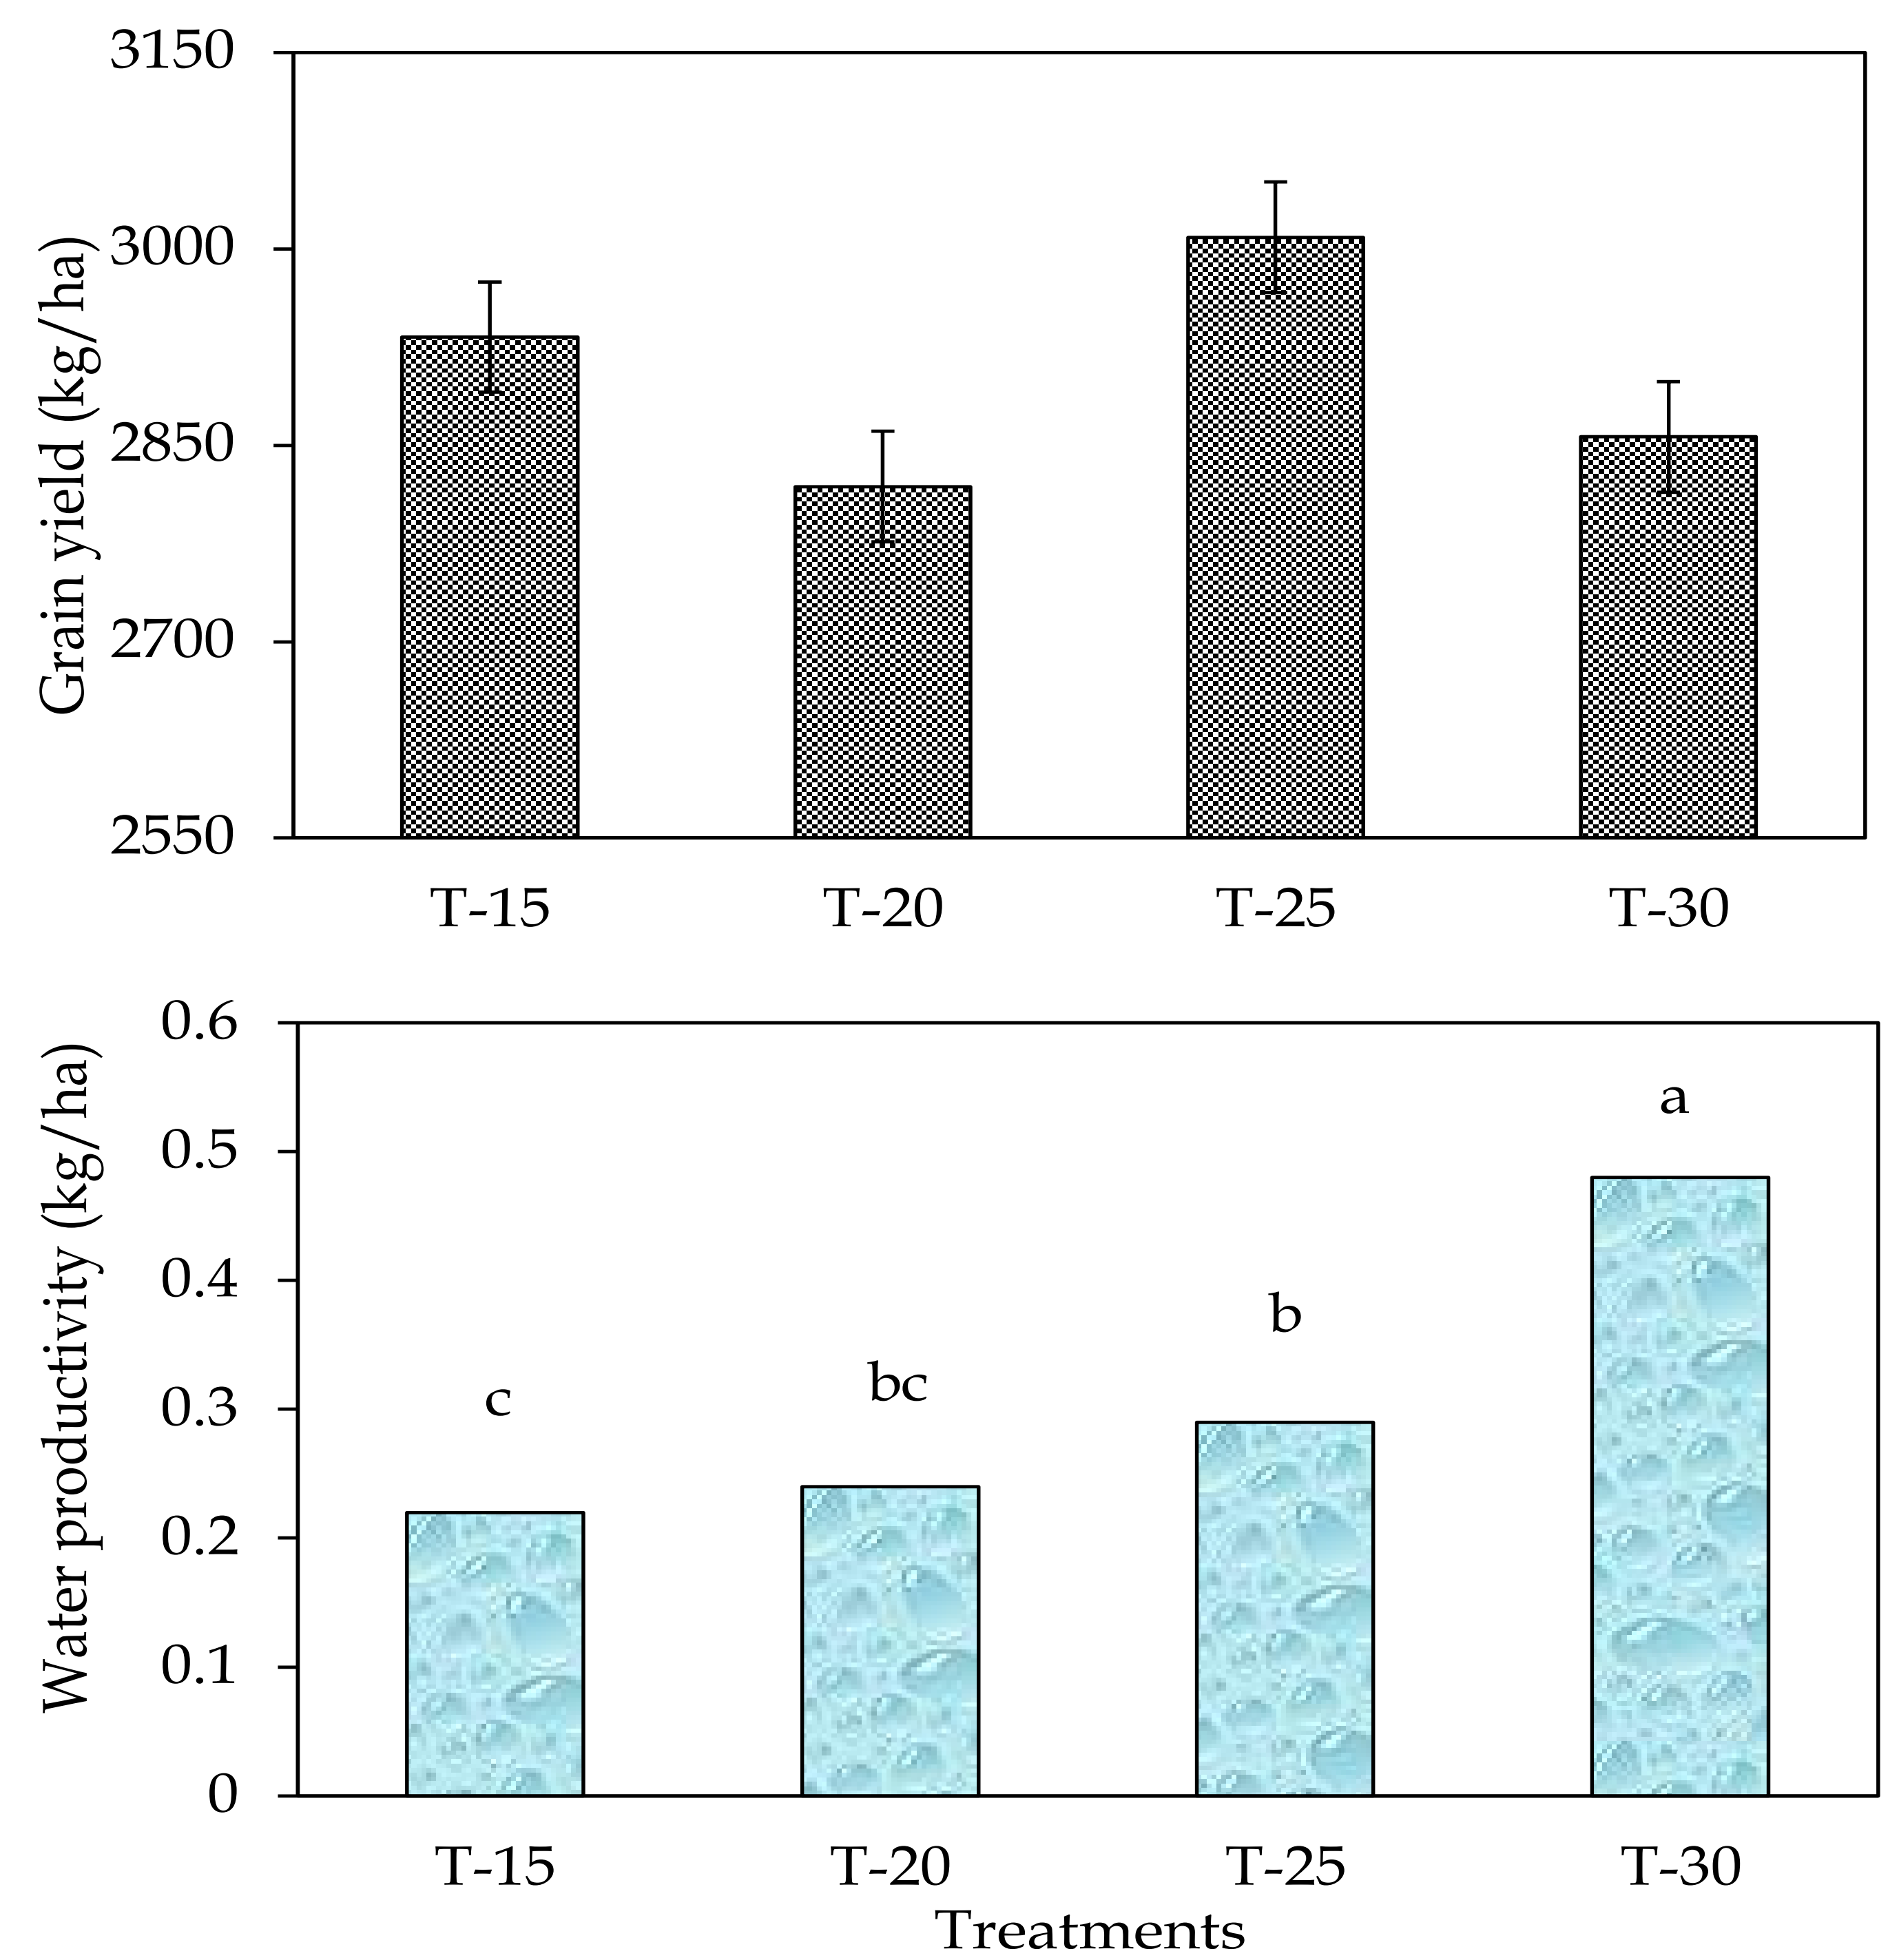 Grain yield (kg/ha)
3150
3000
2850
2700
2550
T-15 T-20 T-25 T-30
Water productivity (kg/ha)
0.6
0.5
0.4
0.3
0.2
0.1
0
c bc b a
T-15 T-20 T-25 T-30
Treatments